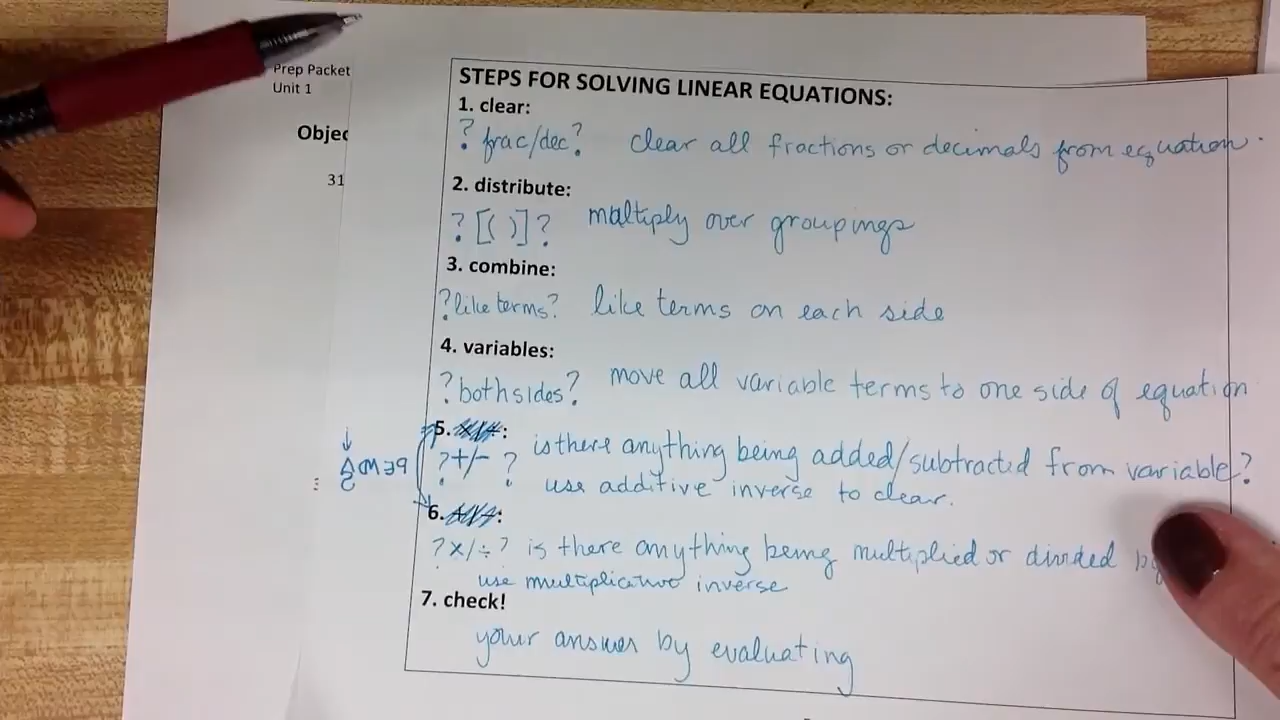 Prep Packet
Unit 1
Objec
31
STEPS FOR SOLVING LINEAR EQUATIONS:
1. clear:
? frac/dec? clear all fractions or decimals from equation.
2. distribute:
? [( )] ? multiply over groupings
3. combine:
? like terms? like terms on each side
4. variables:
? both sides? move all variable terms to one side of equation
5. :
? +/- ? is there anything being added/subtracted from variable?
use additive inverse to clear.
6. :
? x/÷ ? is there anything being multiplied or divided
use multiplicative inverse
7. check!
your answer by evaluating